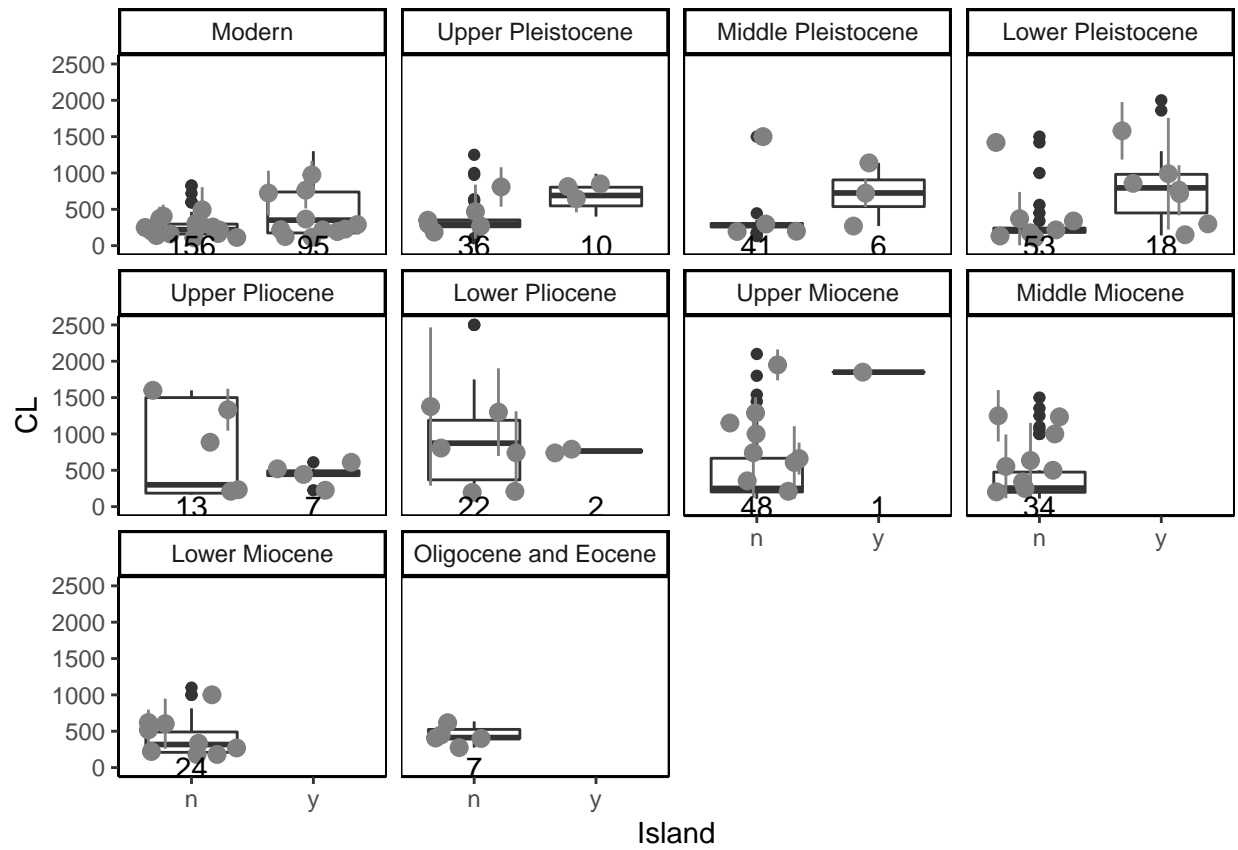 Modern Upper Pleistocene Middle Pleistocene Lower Pleistocene
2500
2000
1500
1000
500
0
156 95 36 10 41 6 53 18
Upper Pliocene Lower Pliocene Upper Miocene Middle Miocene
2500
2000
1500
1000
500
0
13 7 22 2 48 1 34
n y n y
CL
Lower Miocene Oligocene and Eocene
2500
2000
1500
1000
500
0
24 7
n y n y
Island